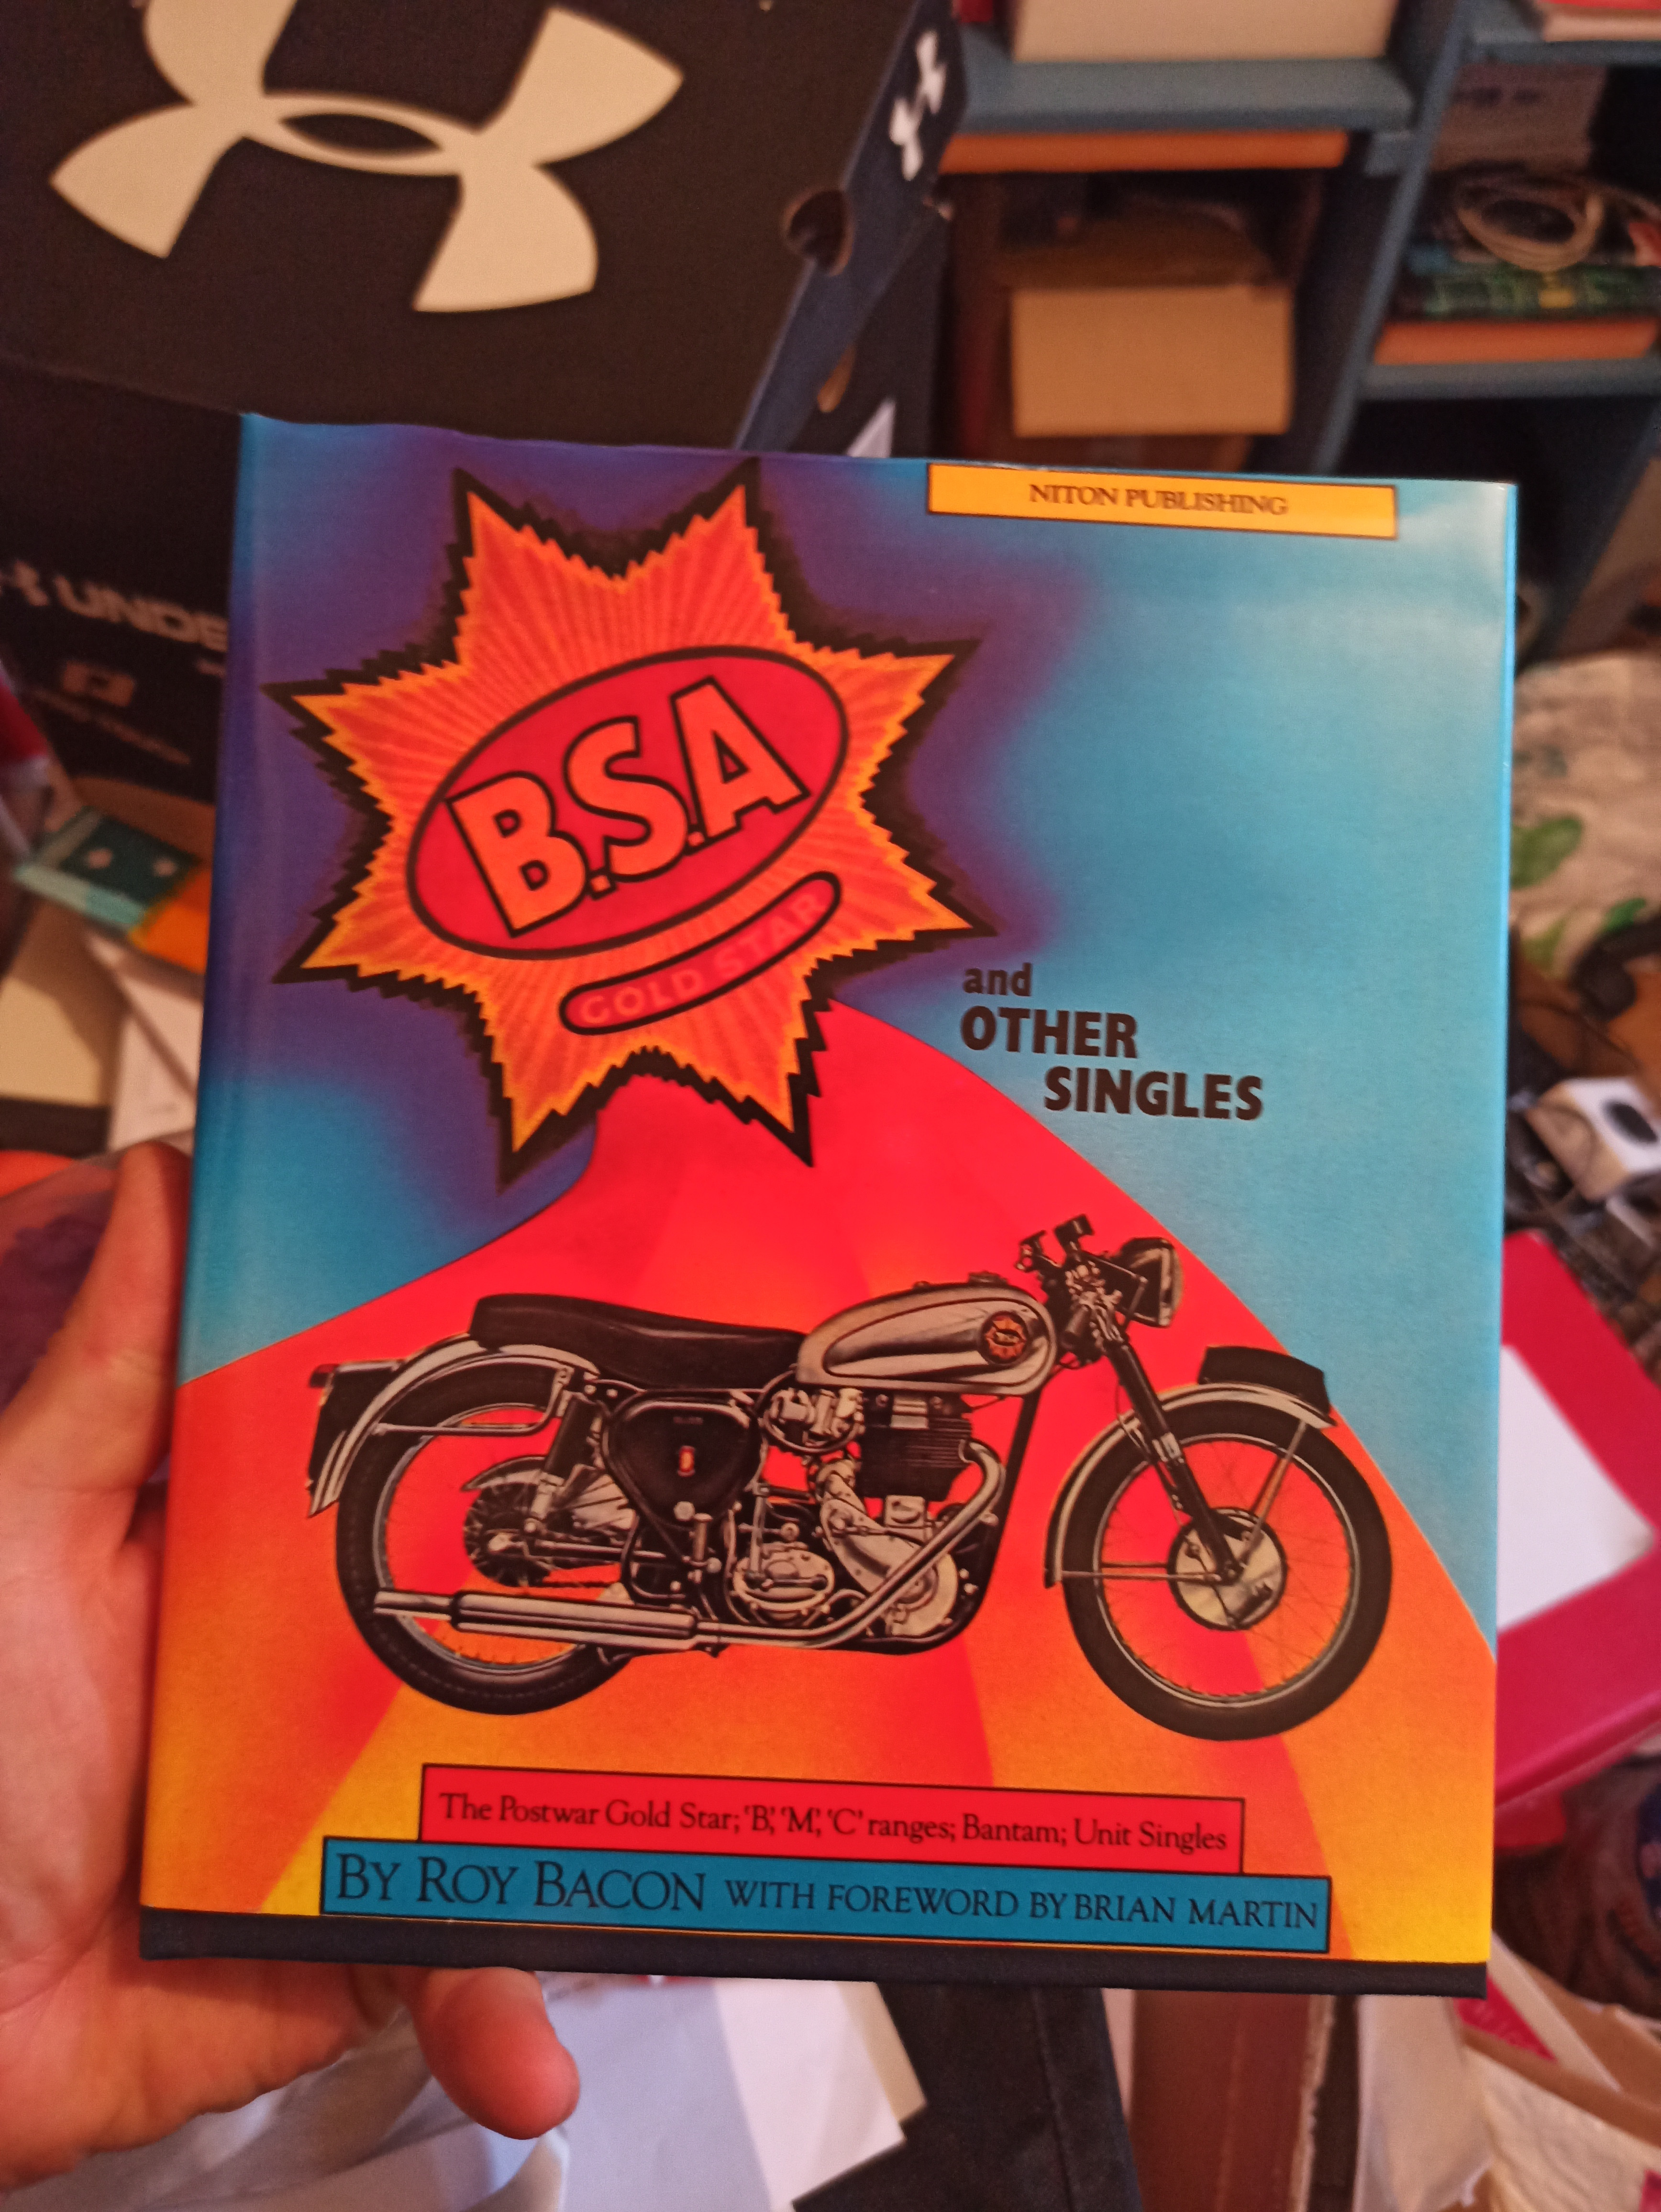 UNDE
NITON PUBLISHING
B.S.A
GOLD STAR
and
OTHER
SINGLES
The Postwar Gold Star; 'B', 'M', 'C' ranges; Bantam; Unit Singles
BY ROY BACON WITH FOREWORD BY BRIAN MARTIN